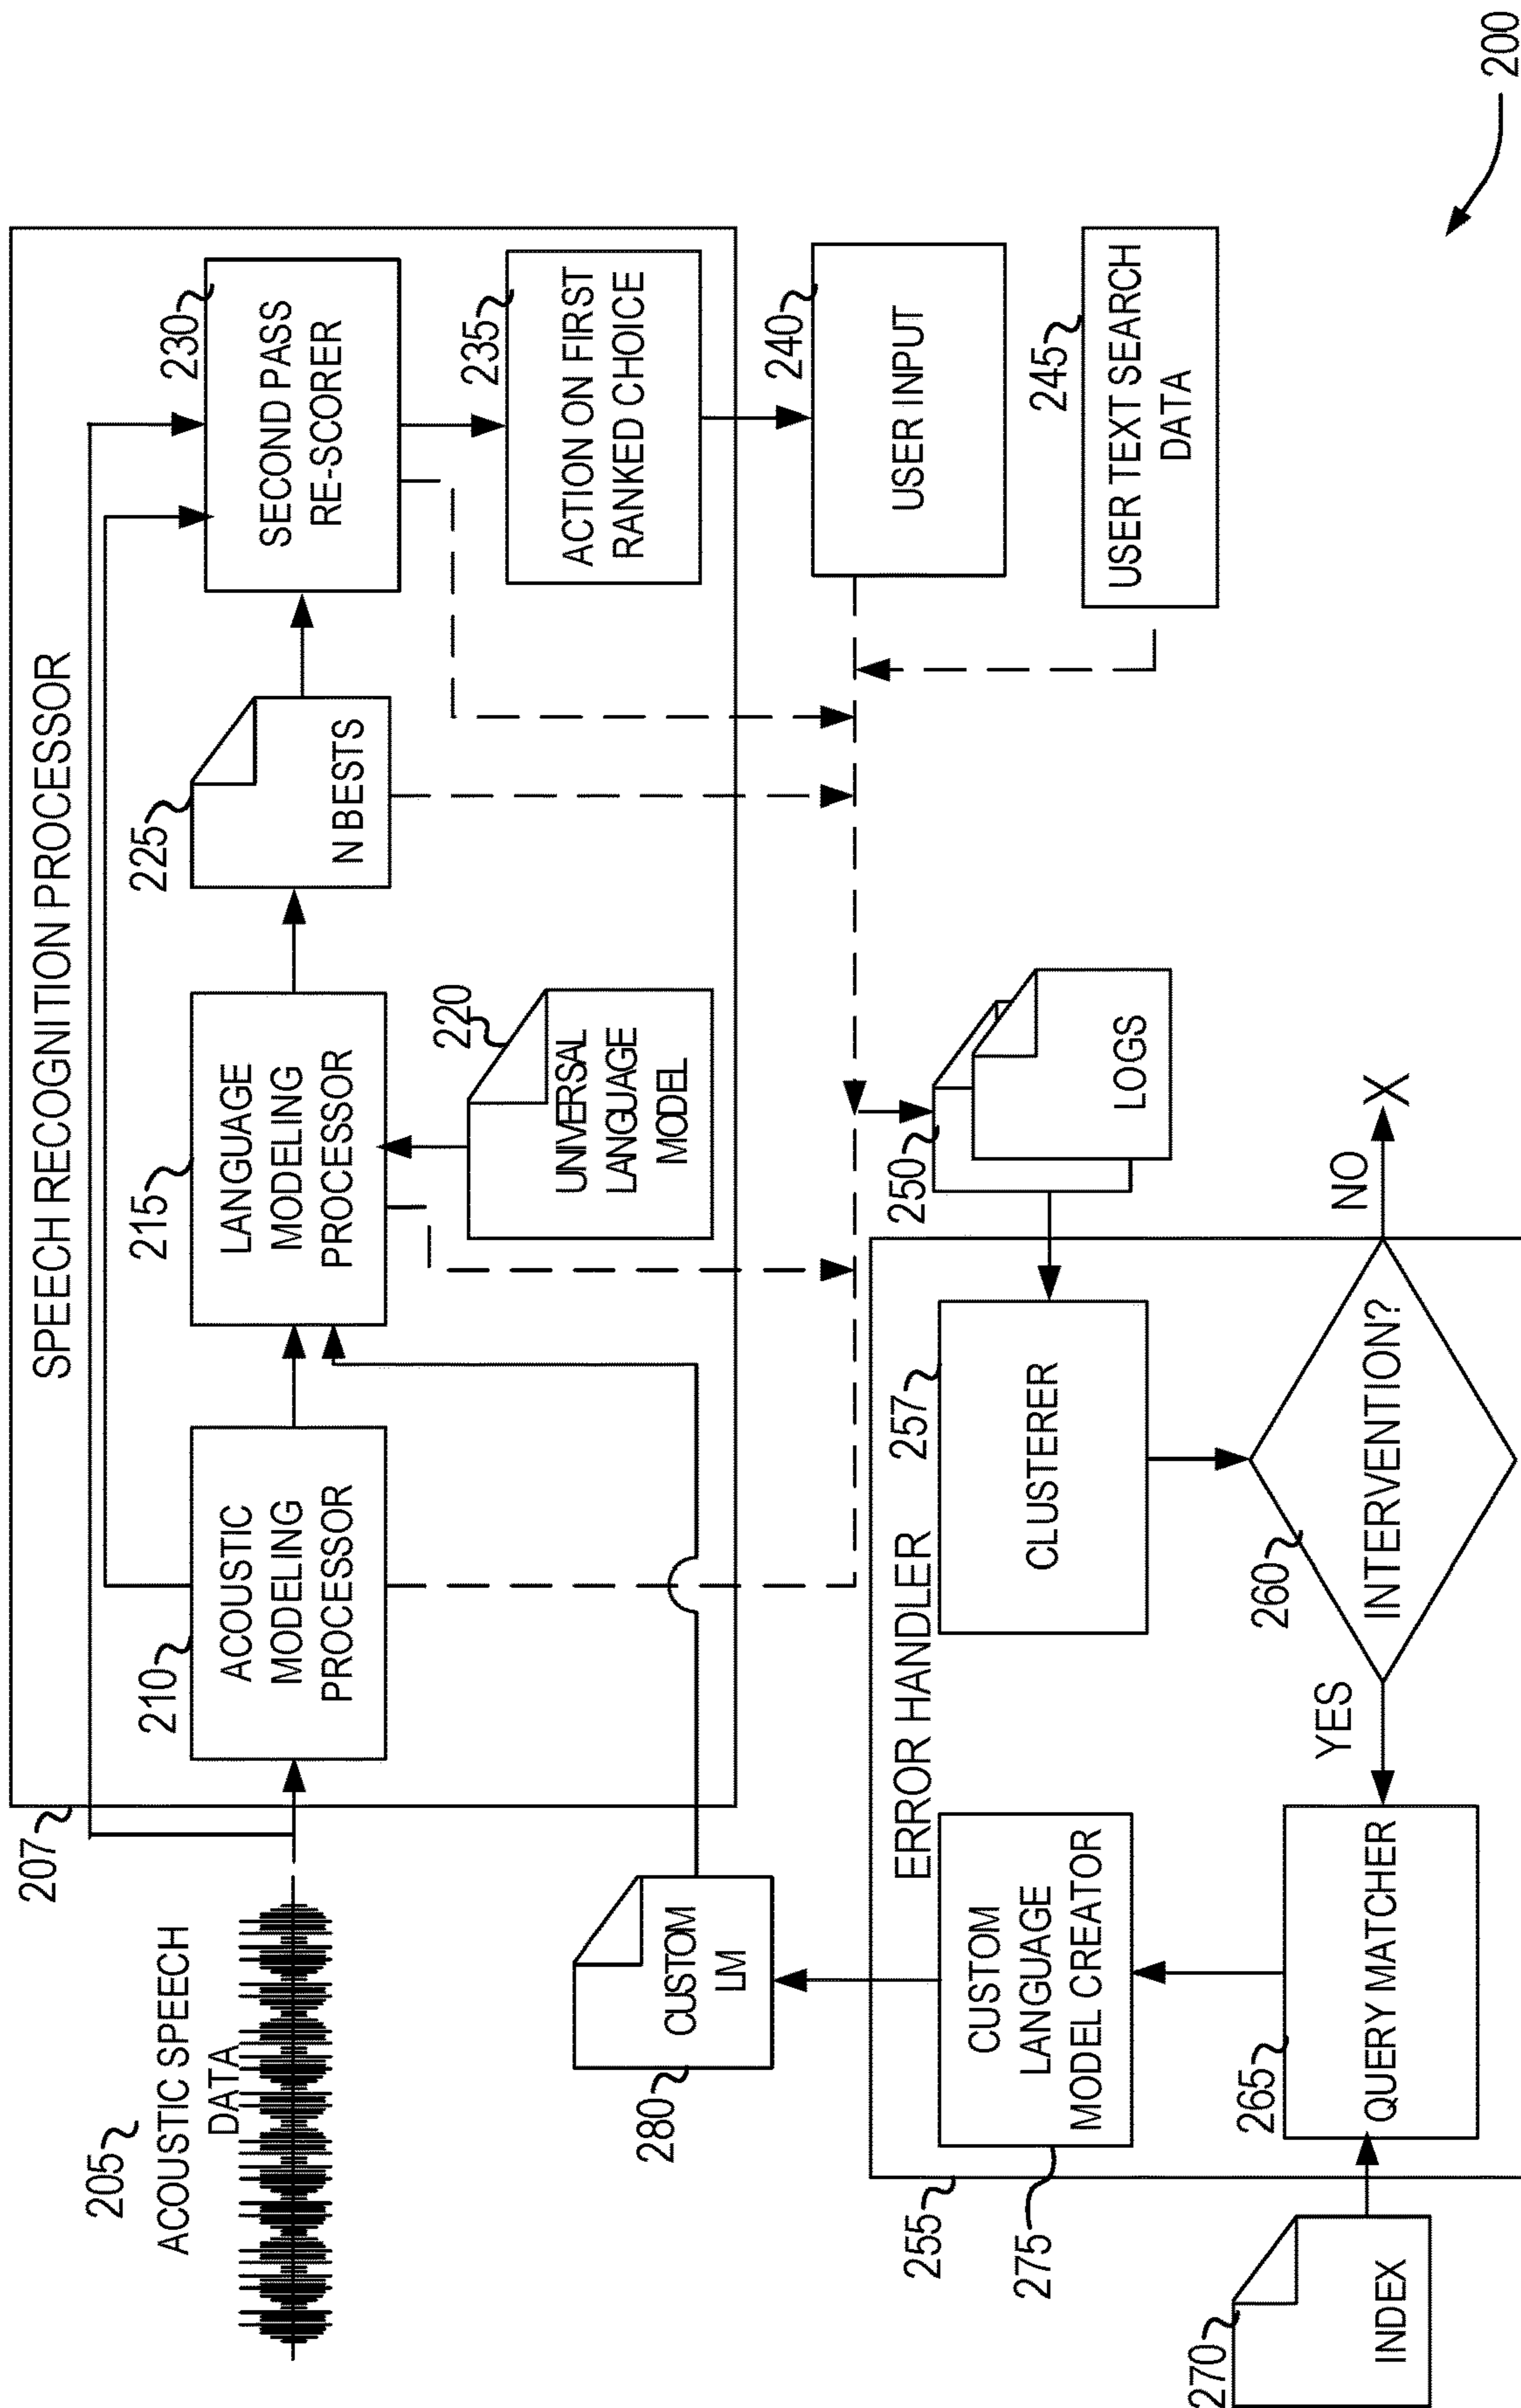 200
SPEECH RECOGNITION PROCESSOR
207
205
ACOUSTIC SPEECH
DATA
210
ACOUSTIC
MODELING
PROCESSOR
215
LANGUAGE
MODELING
PROCESSOR
220
UNIVERSAL
LANGUAGE
MODEL
225
N BESTS
230
SECOND PASS
RE-SCORER
235
ACTION ON FIRST
RANKED CHOICE
240
USER INPUT
245
USER TEXT SEARCH
DATA
250
LOGS
280
CUSTOM
LM
255
ERROR HANDLER
257
CLUSTERER
275
CUSTOM
LANGUAGE
MODEL CREATOR
260
INTERVENTION?
NO
X
YES
265
QUERY MATCHER
270
INDEX